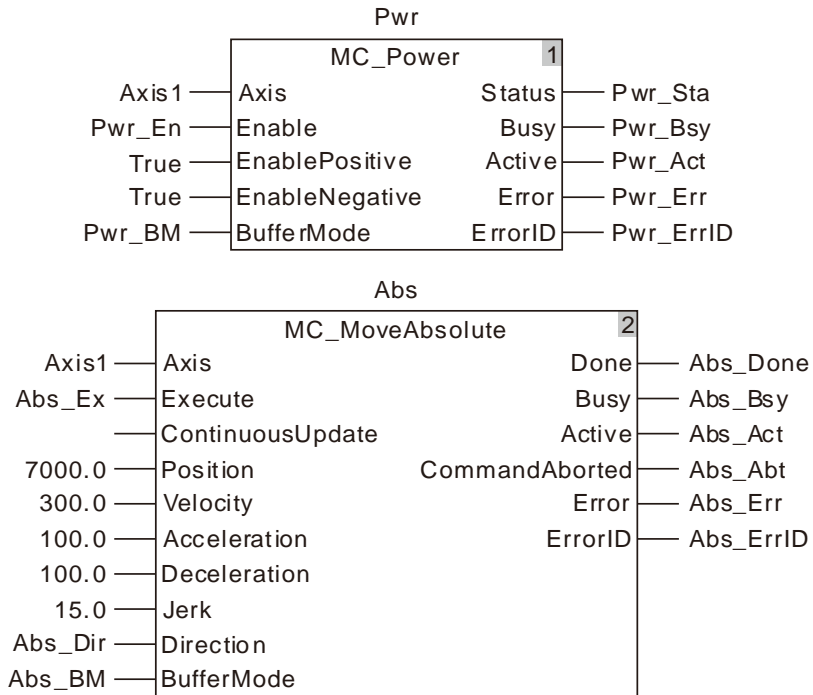 Pwr
MC_Power 1
Axis1 Axis Status Pwr_Sta
Pwr_En Enable Busy Pwr_Bsy
True EnablePositive Active Pwr_Act
True EnableNegative Error Pwr_Err
Pwr_BM BufferMode ErrorID Pwr_ErrID
Abs
MC_MoveAbsolute 2
Axis1 Axis Done Abs_Done
Abs_Ex Execute Busy Abs_Bsy
ContinuousUpdate Active Abs_Act
7000.0 Position CommandAborted Abs_Abt
300.0 Velocity Error Abs_Err
100.0 Acceleration ErrorID Abs_ErrID
100.0 Deceleration
15.0 Jerk
Abs_Dir Direction
Abs_BM BufferMode